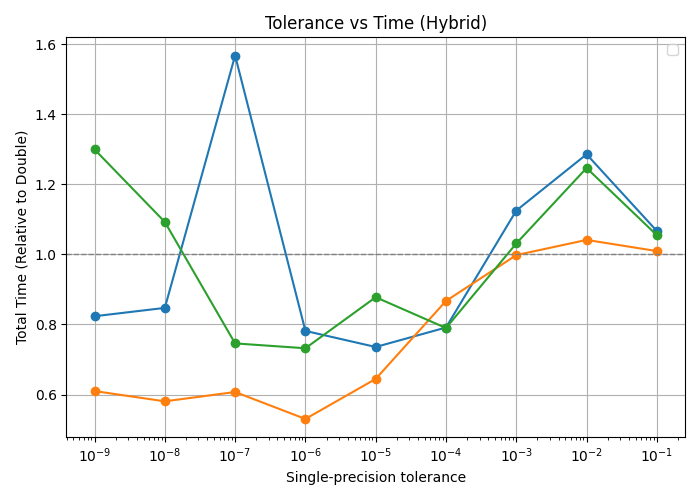 Tolerance vs Time (Hybrid)
Total Time (Relative to Double)
1.6
1.4
1.2
1.0
0.8
0.6
10⁻⁹ 10⁻⁸ 10⁻⁷ 10⁻⁶ 10⁻⁵ 10⁻⁴ 10⁻³ 10⁻² 10⁻¹
Single-precision tolerance